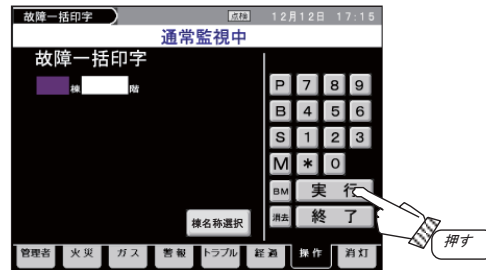 故障一括印字 点検 12月12日 17:15
通常監視中
故障一括印字
棟 階
P 7 8 9
B 4 5 6
S 1 2 3
M * 0
BM 実 行
消去 終 了
棟名称選択
押す
管理者 火災 ガス 警報 トラブル 経過 操作 消灯